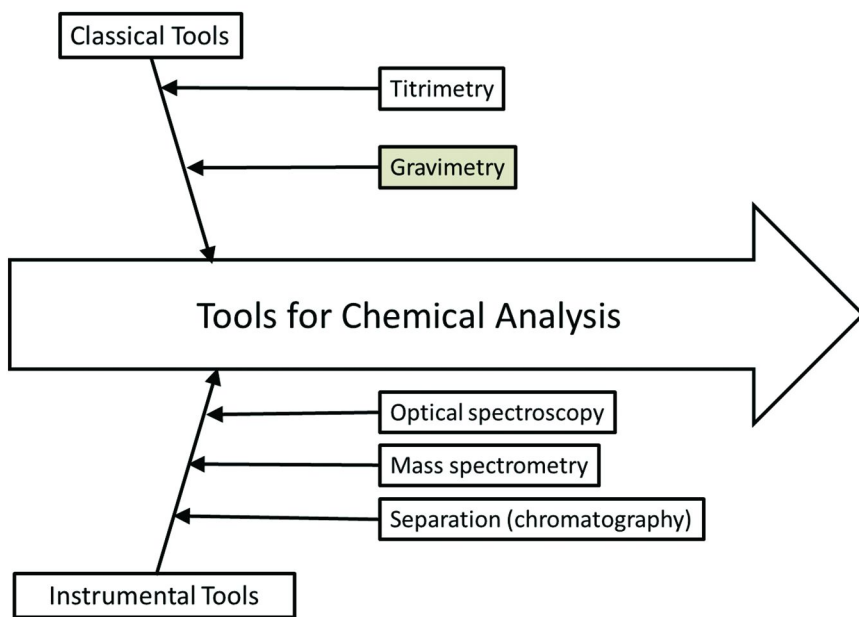 Classical Tools
Titrimetry
Gravimetry
Tools for Chemical Analysis
Optical spectroscopy
Mass spectrometry
Separation (chromatography)
Instrumental Tools